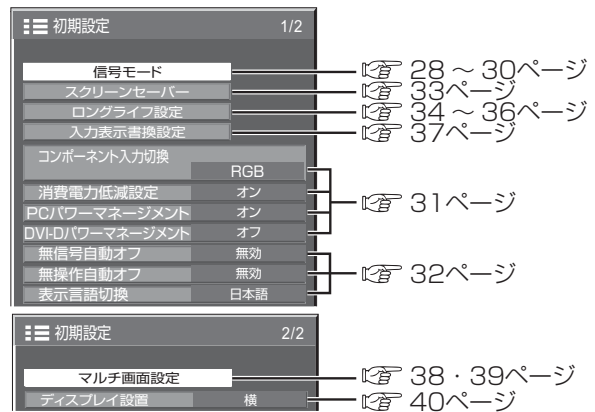 初期設定 1/2
信号モード 28～30ページ
スクリーンセーバー 33ページ
ロングライフ設定 34～36ページ
入力表示書換設定 37ページ
コンポーネント入力切換
RGB
消費電力低減設定 オン
31ページ
PCパワーマネージメント オン
DVI-Dパワーマネージメント オフ
無信号自動オフ 無効
無操作自動オフ 無効
32ページ
表示言語切換 日本語
初期設定 2/2
マルチ画面設定 38・39ページ
ディスプレイ設置 横 40ページ